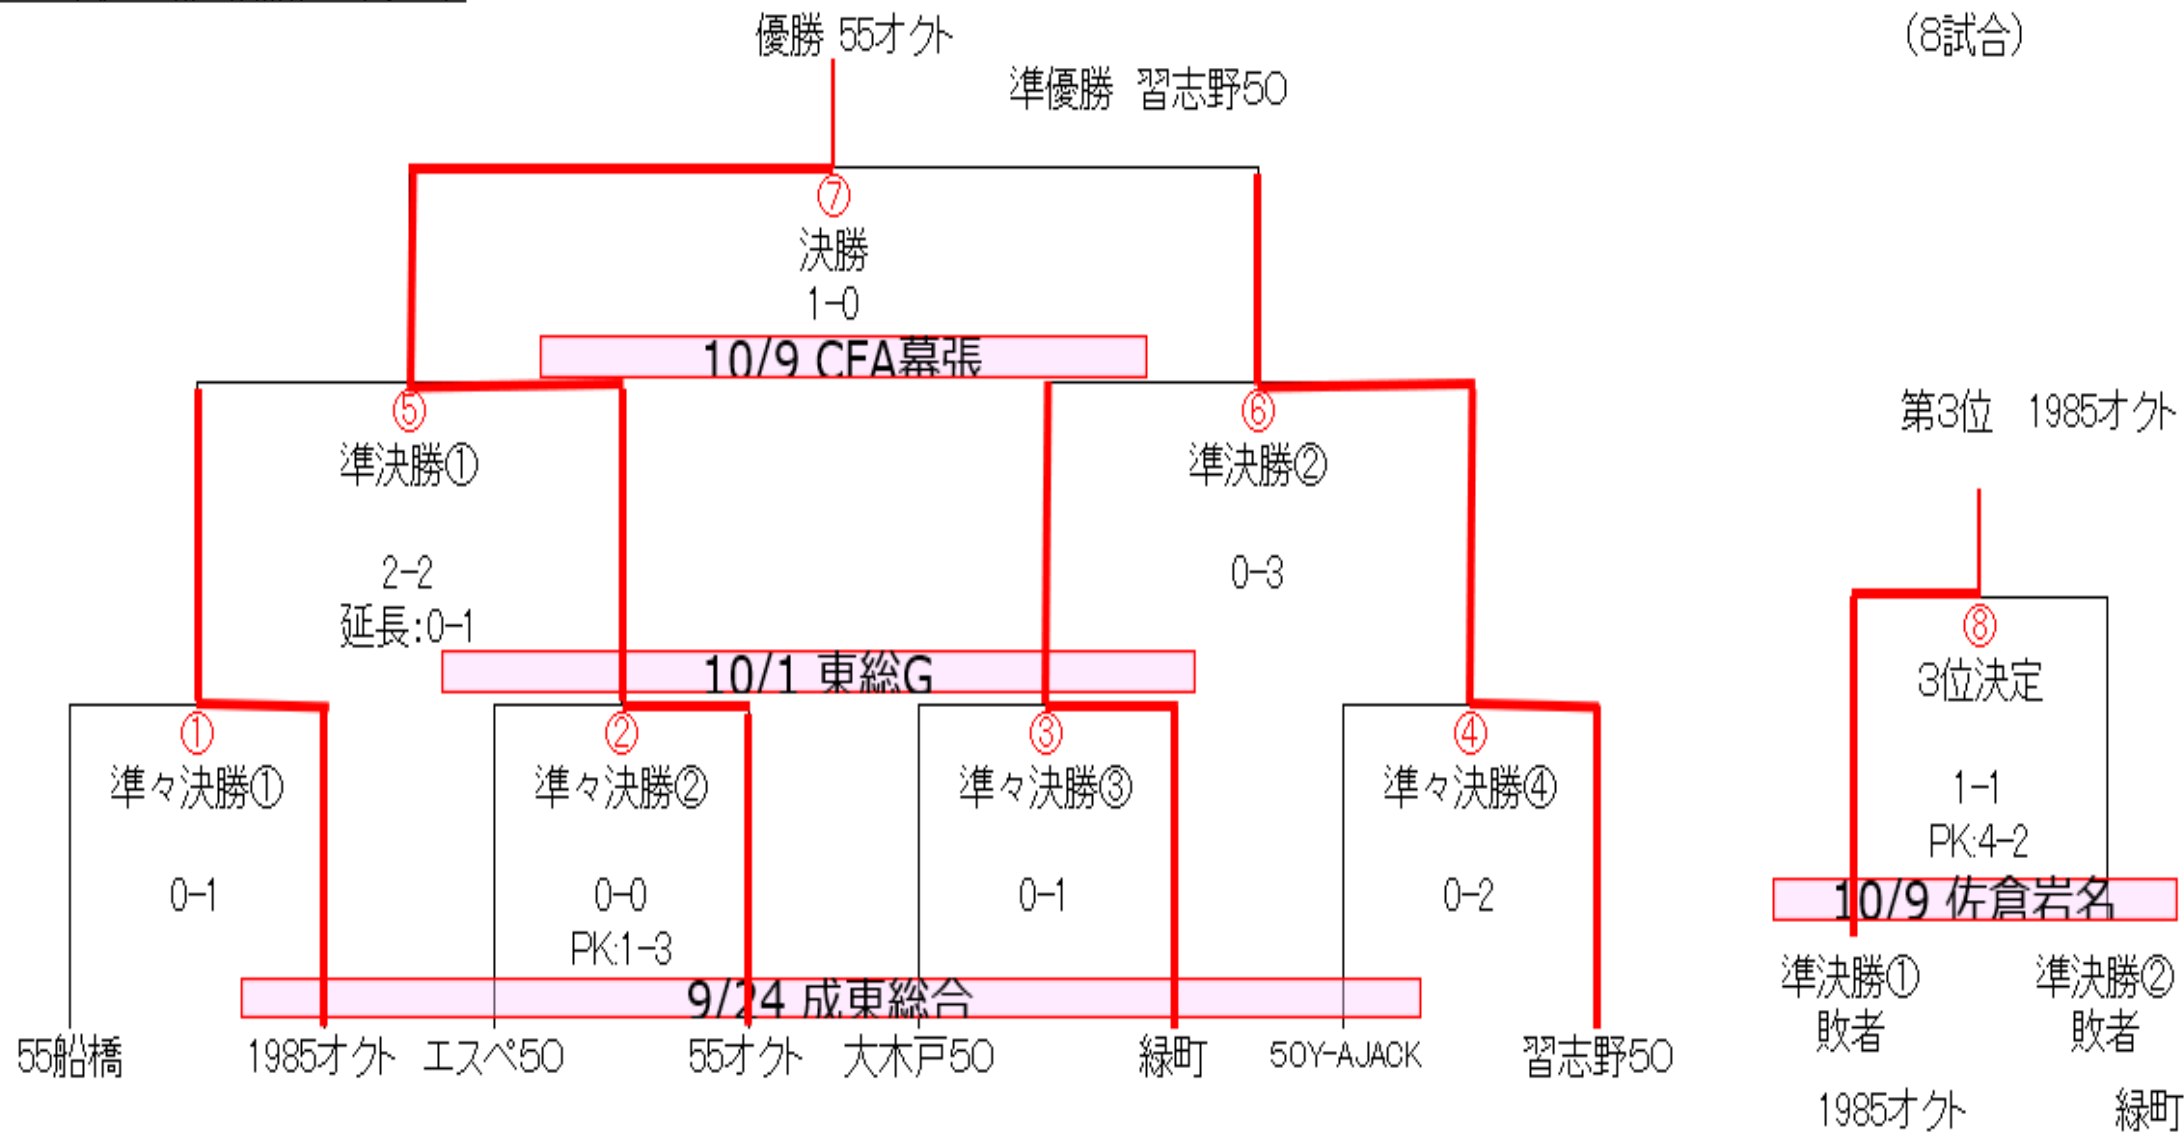 優勝 55オクト
(8試合)
準優勝 習志野50
⑦
決勝
1-0
10/9 CFA幕張
⑤
⑥
第3位 1985オクト
準決勝①
準決勝②
2-2
0-3
延長:0-1
⑧
10/1 東総G
3位決定
①
②
③
④
準々決勝①
準々決勝②
準々決勝③
準々決勝④
1-1
PK:4-2
0-1
0-0
0-1
0-2
10/9 佐倉岩名
PK:1-3
9/24 成東総合
準決勝①
敗者
準決勝②
敗者
55船橋
1985オクト
エスペ50
55オクト
大木戸50
緑町
50Y-AJACK
習志野50
1985オクト
緑町